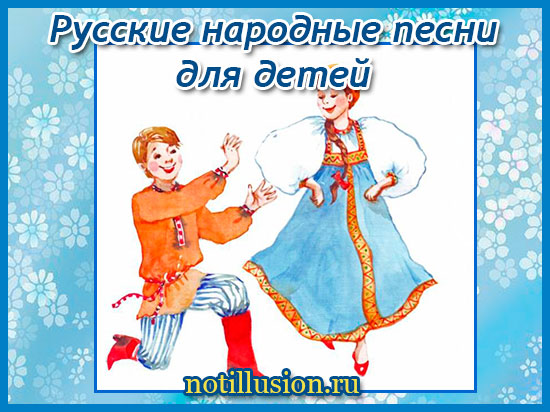 Русские народные песни
для детей
notillusion.ru